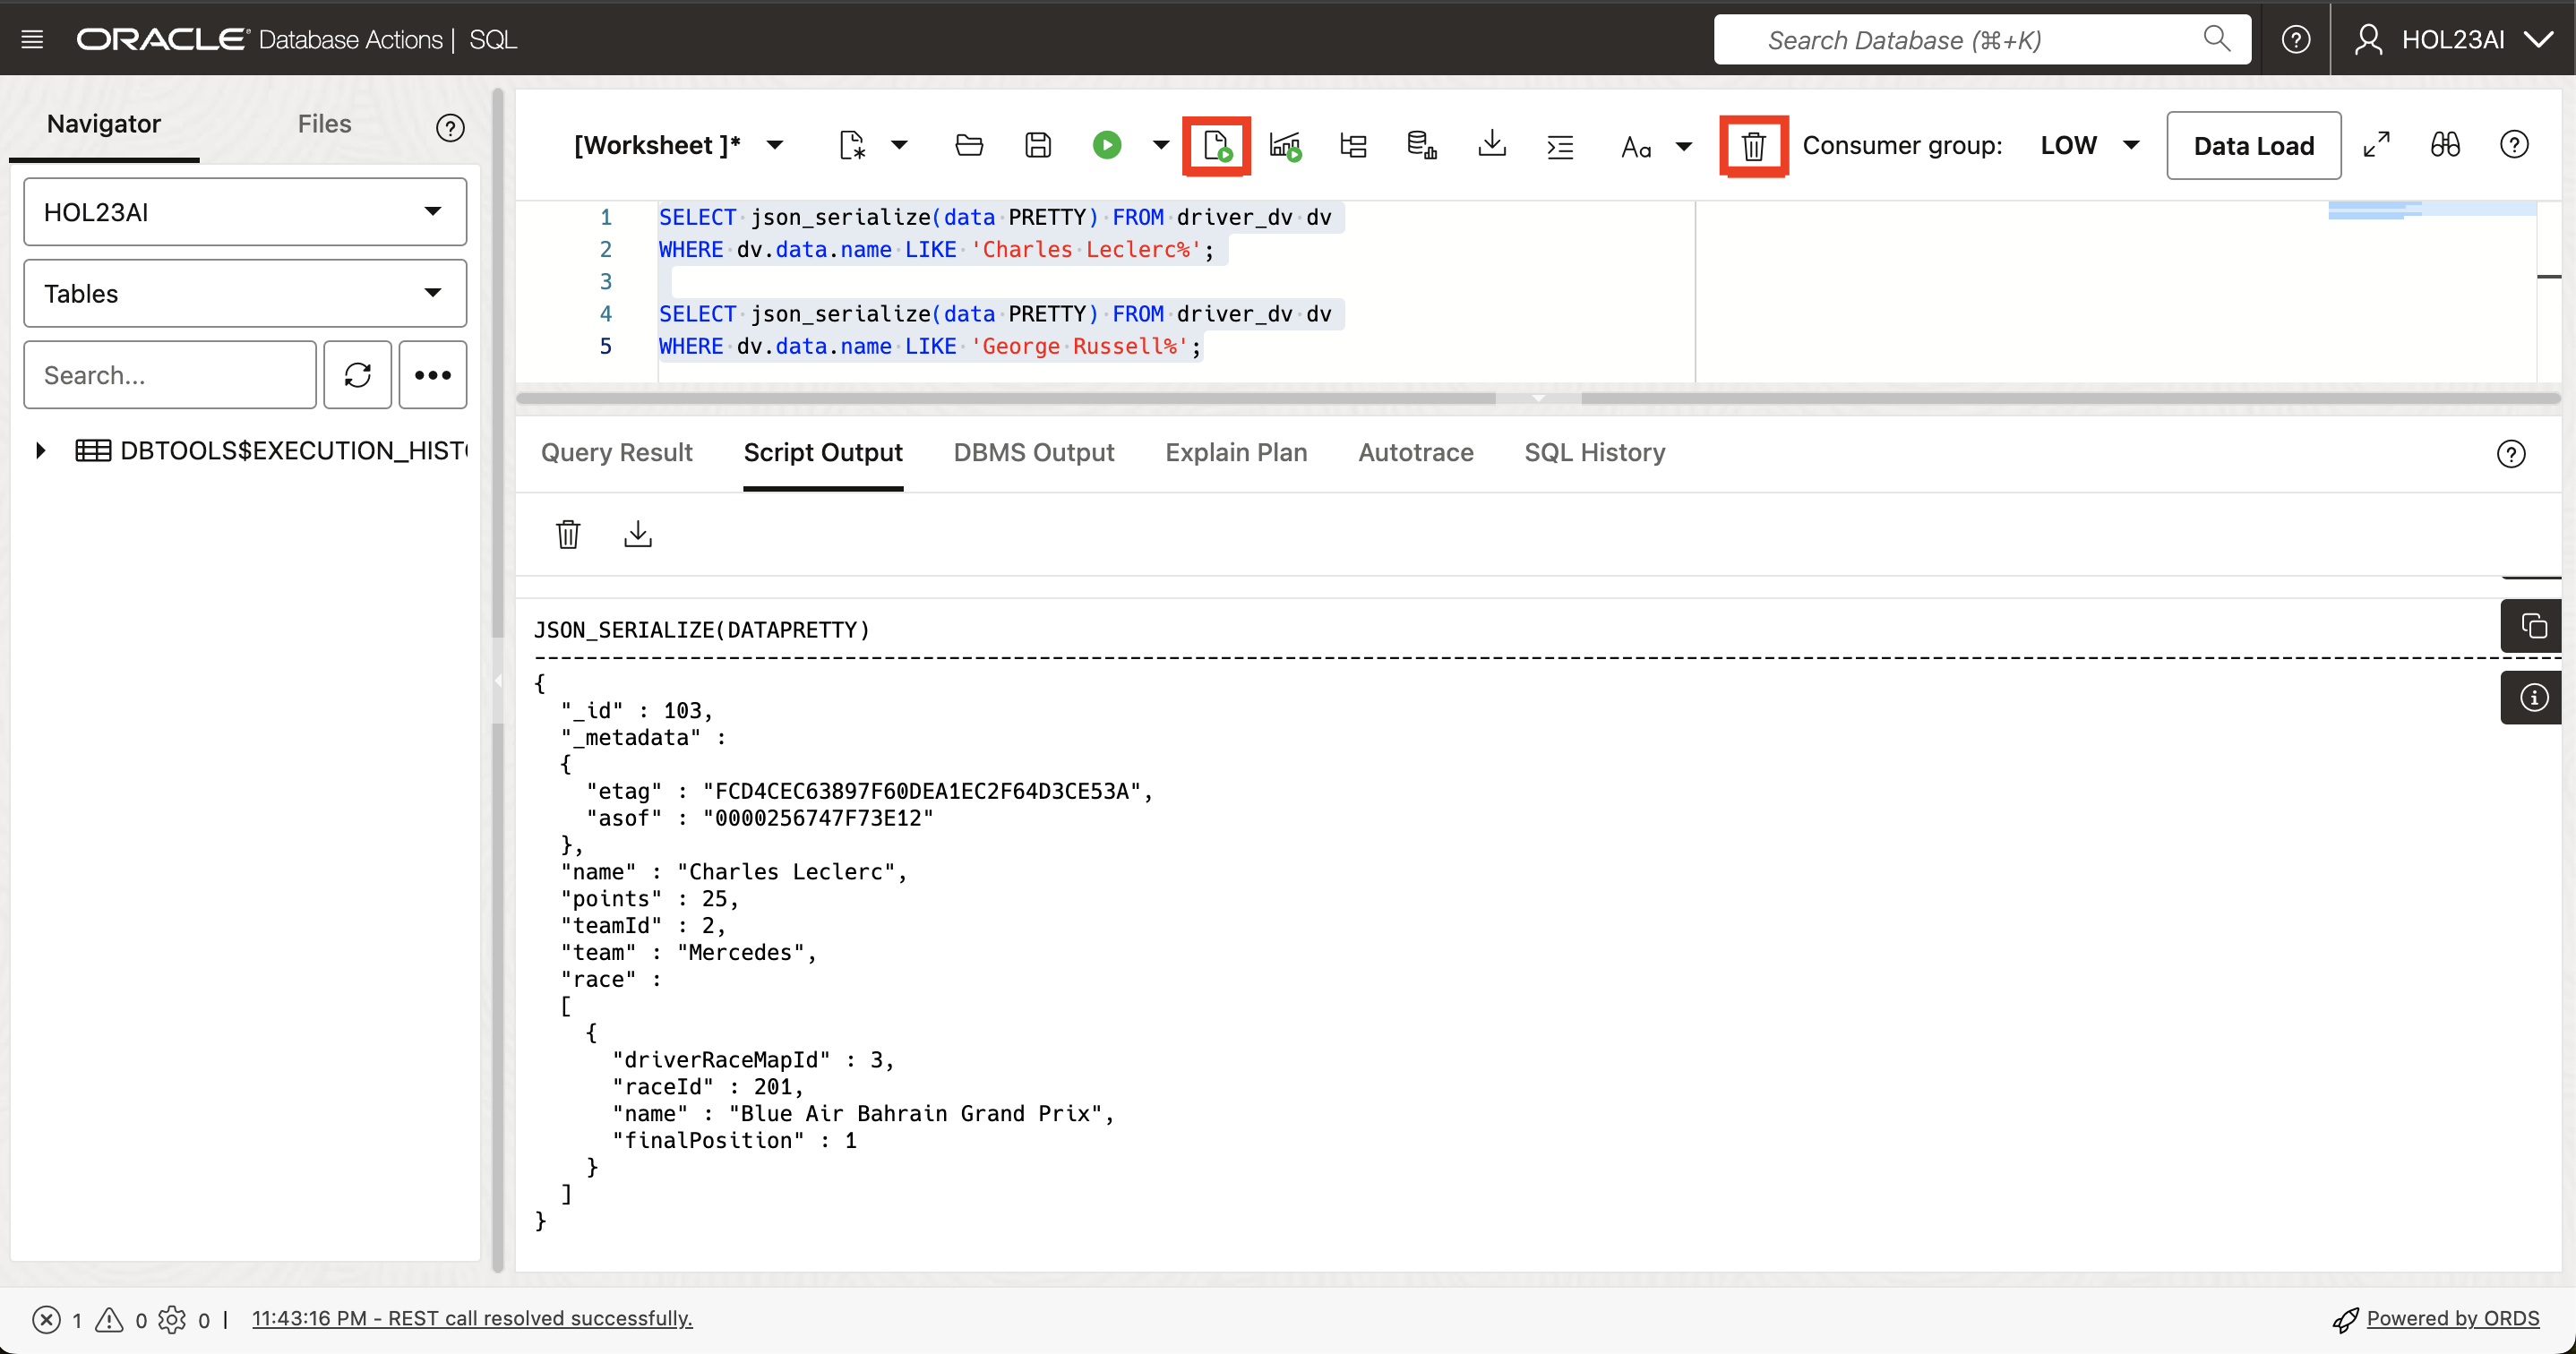 ORACLE Database Actions | SQL
Search Database (⌘+K)
HOL23AI
Navigator
Files
HOL23AI
Tables
Search...
DBTOOLS$EXECUTION_HIST
[Worksheet ]*
Aa
Consumer group:
LOW
Data Load
1 SELECT json_serialize(data PRETTY) FROM driver_dv dv
2 WHERE dv.data.name LIKE 'Charles Leclerc%';
3
4 SELECT json_serialize(data PRETTY) FROM driver_dv dv
5 WHERE dv.data.name LIKE 'George Russell%';
Query Result
Script Output
DBMS Output
Explain Plan
Autotrace
SQL History
JSON_SERIALIZE(DATAPRETTY)
{
"_id" : 103,
"_metadata" :
{
"etag" : "FCD4CEC63897F60DEA1EC2F64D3CE53A",
"asof" : "0000256747F73E12"
},
"name" : "Charles Leclerc",
"points" : 25,
"teamId" : 2,
"team" : "Mercedes",
"race" :
[
{
"driverRaceMapId" : 3,
"raceId" : 201,
"name" : "Blue Air Bahrain Grand Prix",
"finalPosition" : 1
}
]
}
1 0 0 | 11:43:16 PM - REST call resolved successfully.
Powered by ORDS